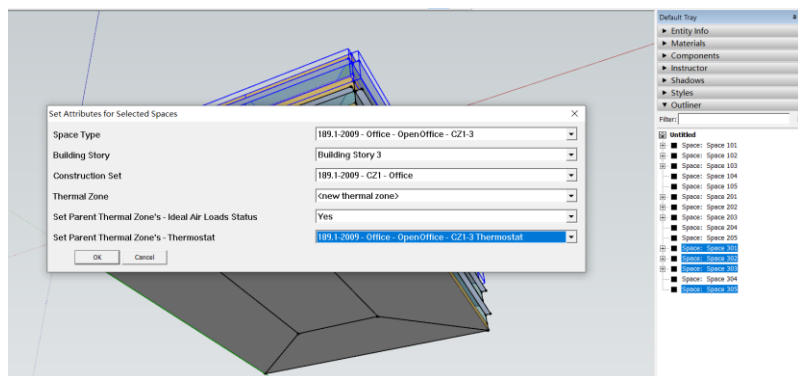 Default Tray
Entity Info
Materials
Components
Instructor
Shadows
Styles
Outliner
Filter:
Untitled
Space: Space 101
Space: Space 102
Space: Space 103
Space: Space 104
Space: Space 105
Space: Space 201
Space: Space 202
Space: Space 203
Space: Space 204
Space: Space 205
Space: Space 301
Space: Space 302
Space: Space 303
Space: Space 304
Space: Space 305
Set Attributes for Selected Spaces
Space Type 189.1-2009 - Office - OpenOffice - CZ1-3
Building Story Building Story 3
Construction Set 189.1-2009 - CZ1 - Office
Thermal Zone <new thermal zone>
Set Parent Thermal Zone's - Ideal Air Loads Status Yes
Set Parent Thermal Zone's - Thermostat 189.1-2009 - Office - OpenOffice - CZ1-3 Thermostat
OK Cancel